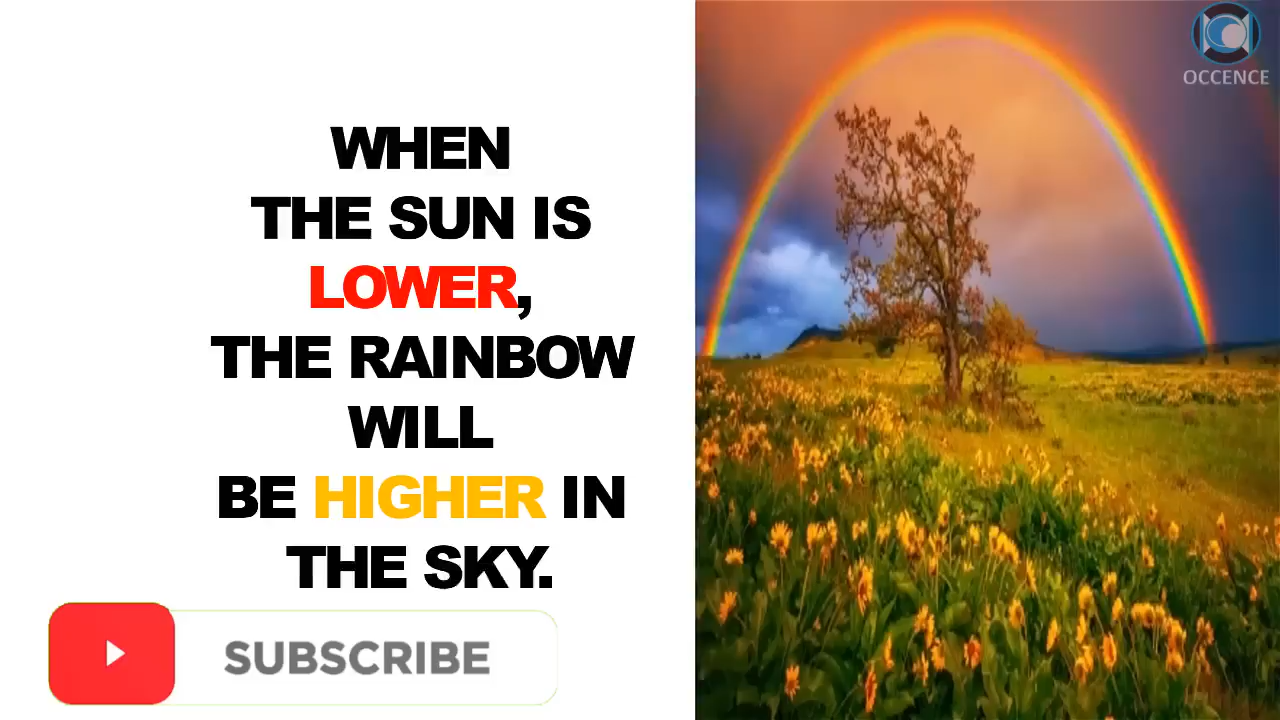 WHEN
THE SUN IS
LOWER,
THE RAINBOW
WILL
BE HIGHER IN
THE SKY.
SUBSCRIBE
OCCENCE